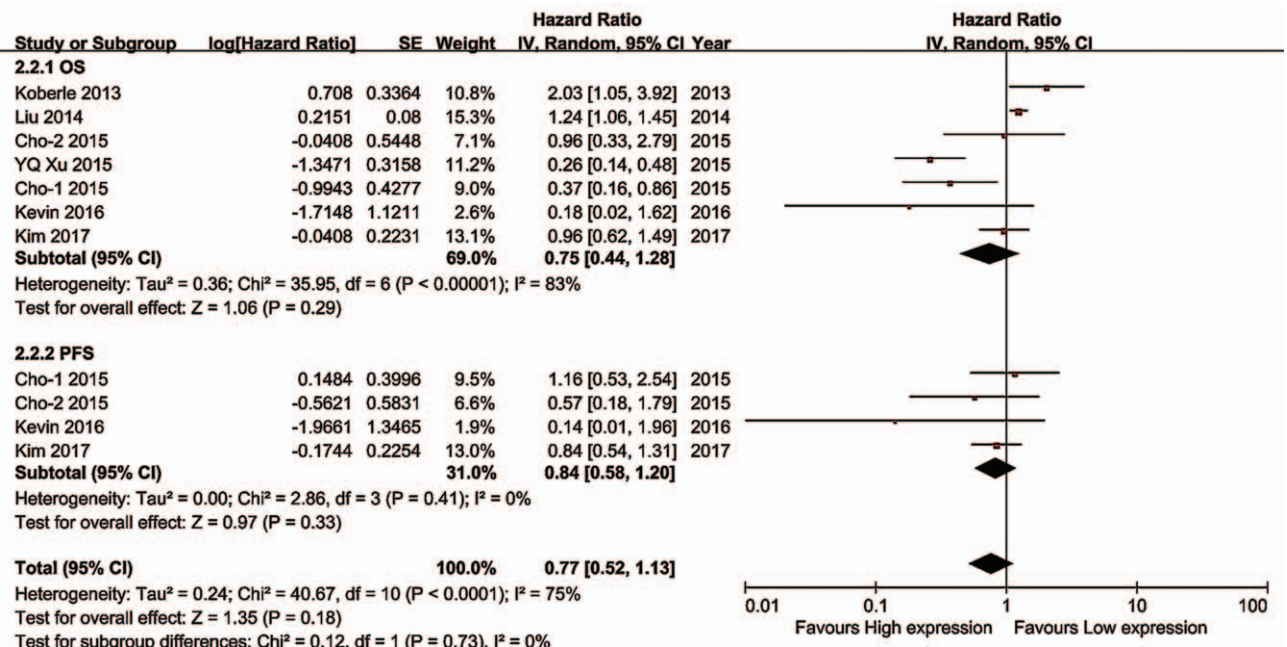 Hazard Ratio Hazard Ratio
Study or Subgroup log[Hazard Ratio] SE Weight IV, Random, 95% CI Year IV, Random, 95% CI
2.2.1 OS
Koberle 2013 0.708 0.3364 10.8% 2.03 [1.05, 3.92] 2013
Liu 2014 0.2151 0.08 15.3% 1.24 [1.06, 1.45] 2014
Cho-2 2015 -0.0408 0.5448 7.1% 0.96 [0.33, 2.79] 2015
YQ Xu 2015 -1.3471 0.3158 11.2% 0.26 [0.14, 0.48] 2015
Cho-1 2015 -0.9943 0.4277 9.0% 0.37 [0.16, 0.86] 2015
Kevin 2016 -1.7148 1.1211 2.6% 0.18 [0.02, 1.62] 2016
Kim 2017 -0.0408 0.2231 13.1% 0.96 [0.62, 1.49] 2017
Subtotal (95% CI) 69.0% 0.75 [0.44, 1.28]
Heterogeneity: Tau² = 0.36; Chi² = 35.95, df = 6 (P < 0.00001); I² = 83%
Test for overall effect: Z = 1.06 (P = 0.29)
2.2.2 PFS
Cho-1 2015 0.1484 0.3996 9.5% 1.16 [0.53, 2.54] 2015
Cho-2 2015 -0.5621 0.5831 6.6% 0.57 [0.18, 1.79] 2015
Kevin 2016 -1.9661 1.3465 1.9% 0.14 [0.01, 1.96] 2016
Kim 2017 -0.1744 0.2254 13.0% 0.84 [0.54, 1.31] 2017
Subtotal (95% CI) 31.0% 0.84 [0.58, 1.20]
Heterogeneity: Tau² = 0.00; Chi² = 2.86, df = 3 (P = 0.41); I² = 0%
Test for overall effect: Z = 0.97 (P = 0.33)
Total (95% CI) 100.0% 0.77 [0.52, 1.13]
Heterogeneity: Tau² = 0.24; Chi² = 40.67, df = 10 (P < 0.0001); I² = 75%
Test for overall effect: Z = 1.35 (P = 0.18)
Test for subgroup differences: Chi² = 0.12, df = 1 (P = 0.73), I² = 0%
0.01 0.1 1 10 100
Favours High expression Favours Low expression